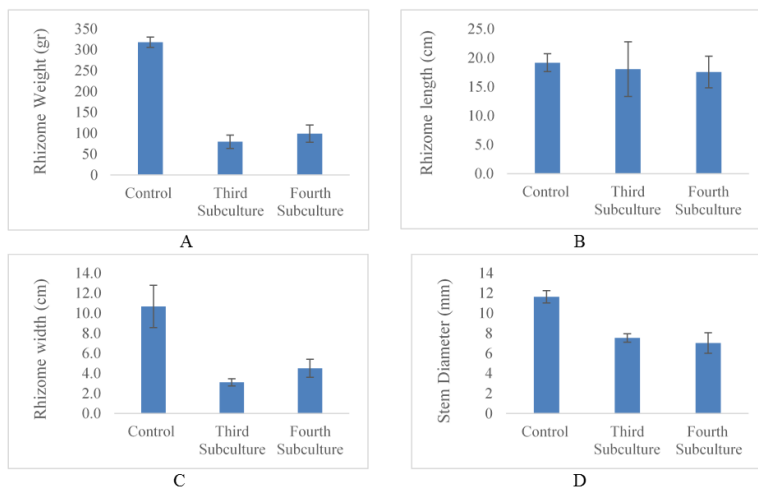 Rhizome Weight (gr)
350
300
250
200
150
100
50
0
Control
Third
Subculture
Fourth
Subculture
A
Rhizome length (cm)
25.0
20.0
15.0
10.0
5.0
0.0
Control
Third
Subculture
Fourth
Subculture
B
Rhizome width (cm)
14.0
12.0
10.0
8.0
6.0
4.0
2.0
0.0
Control
Third
Subculture
Fourth
Subculture
C
Stem Diameter (mm)
14
12
10
8
6
4
2
0
Control
Third
Subculture
Fourth
Subculture
D